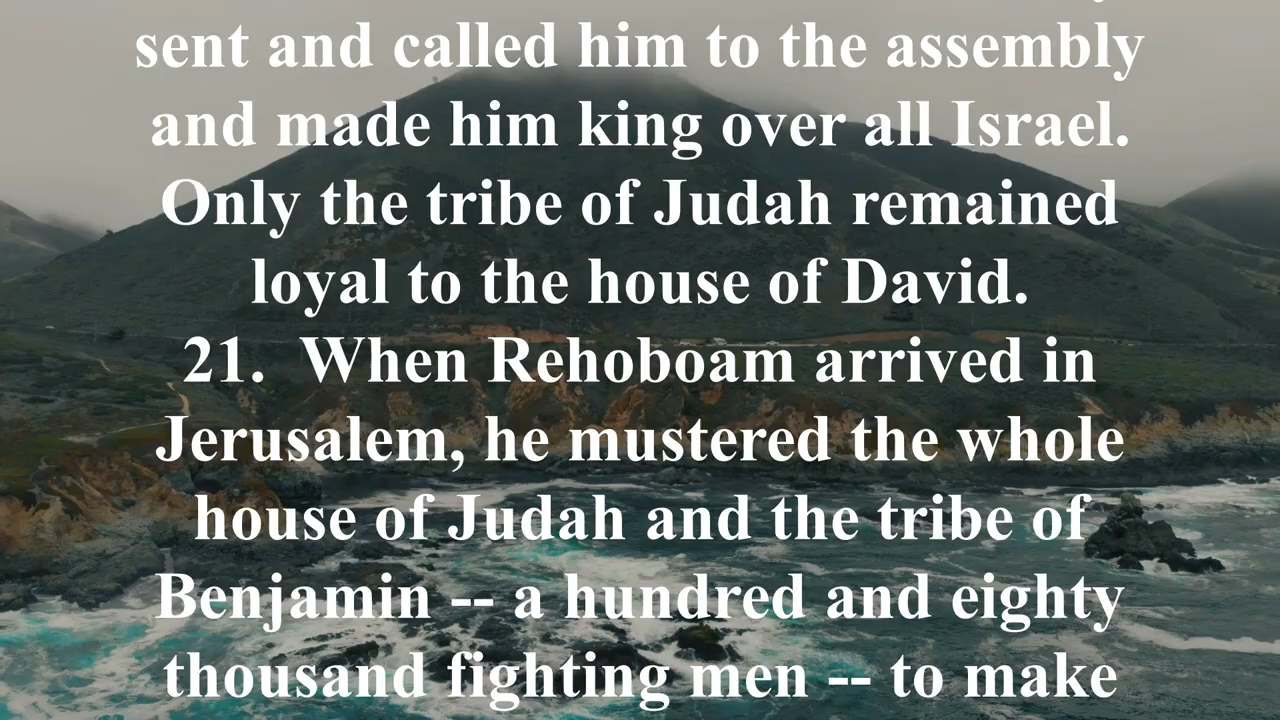 sent and called him to the assembly
and made him king over all Israel.
Only the tribe of Judah remained
loyal to the house of David.
21.  When Rehoboam arrived in
Jerusalem, he mustered the whole
house of Judah and the tribe of
Benjamin -- a hundred and eighty
thousand fighting men -- to make